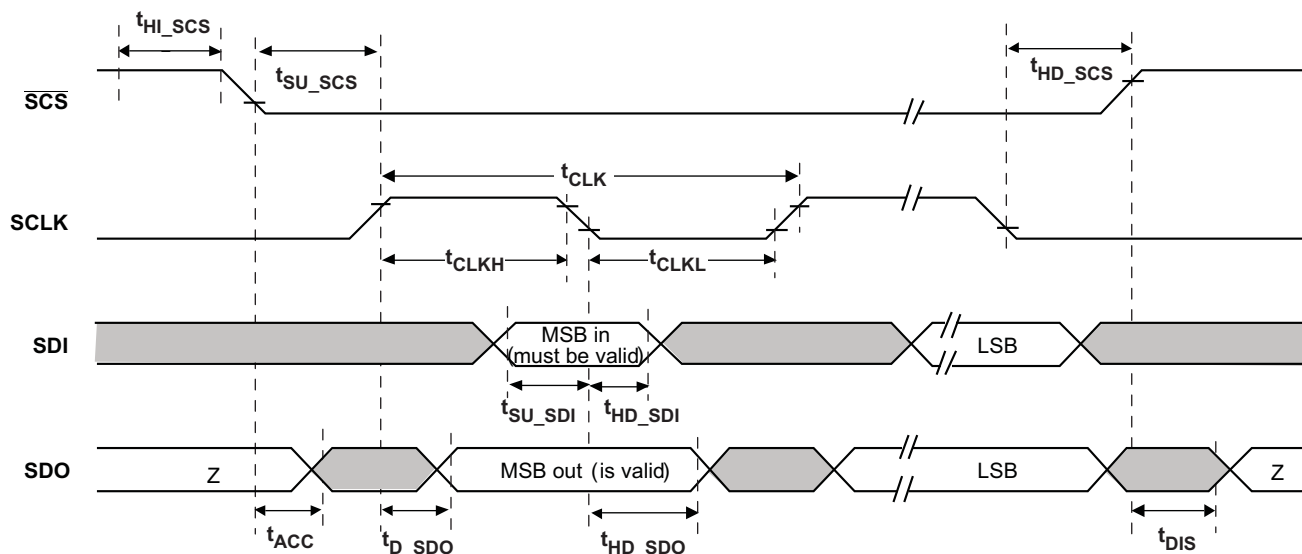 tHI_SCS
tSU_SCS
tHD_SCS
SCS
tCLK
SCLK
tCLKH
tCLKL
SDI
MSB in
(must be valid)
LSB
tSU_SDI
tHD_SDI
SDO
Z
MSB out (is valid)
LSB
Z
tACC
tD_SDO
tHD_SDO
tDIS